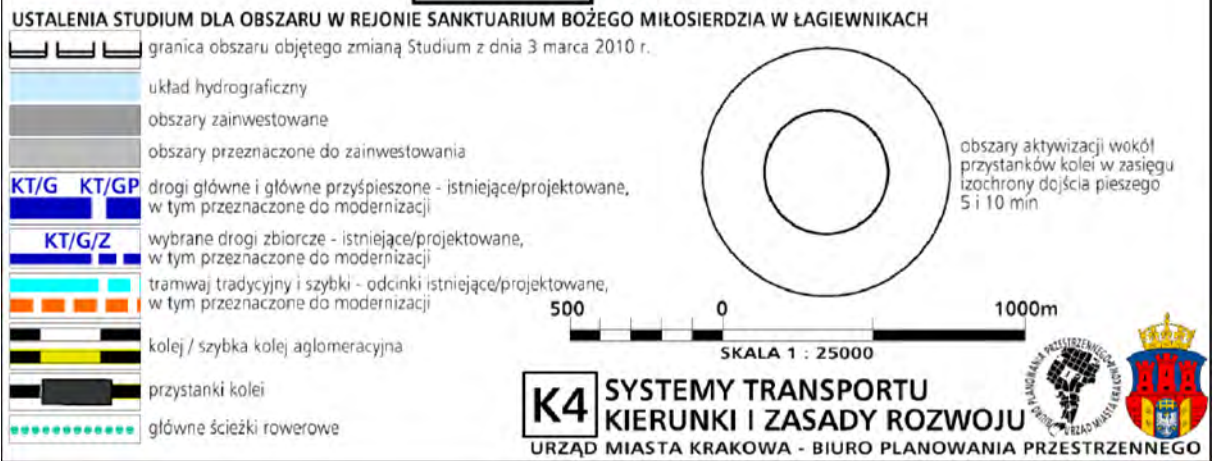 USTALENIA STUDIUM DLA OBSZARU W REJONIE SANKTUARIUM BOŻEGO MIŁOSIERDZIA W ŁAGIEWNIKACH
granica obszaru objętego zmianą Studium z dnia 3 marca 2010 r.
układ hydrograficzny
obszary zainwestowane
obszary przeznaczone do zainwestowania
KT/G KT/GP drogi główne i główne przyśpieszone - istniejące/projektowane,
w tym przeznaczone do modernizacji
KT/G/Z wybrane drogi zbiorcze - istniejące/projektowane,
w tym przeznaczone do modernizacji
tramwaj tradycyjny i szybki - odcinki istniejące/projektowane,
w tym przeznaczone do modernizacji
kolej / szybka kolej aglomeracyjna
przystanki kolei
główne ścieżki rowerowe
obszary aktywizacji wokół
przystanków kolei w zasięgu
izochrony dojścia pieszego
5 i 10 min
500 0 1000m
SKALA 1 : 25000
K4 SYSTEMY TRANSPORTU
KIERUNKI I ZASADY ROZWOJU
URZĄD MIASTA KRAKOWA - BIURO PLANOWANIA PRZESTRZENNEGO